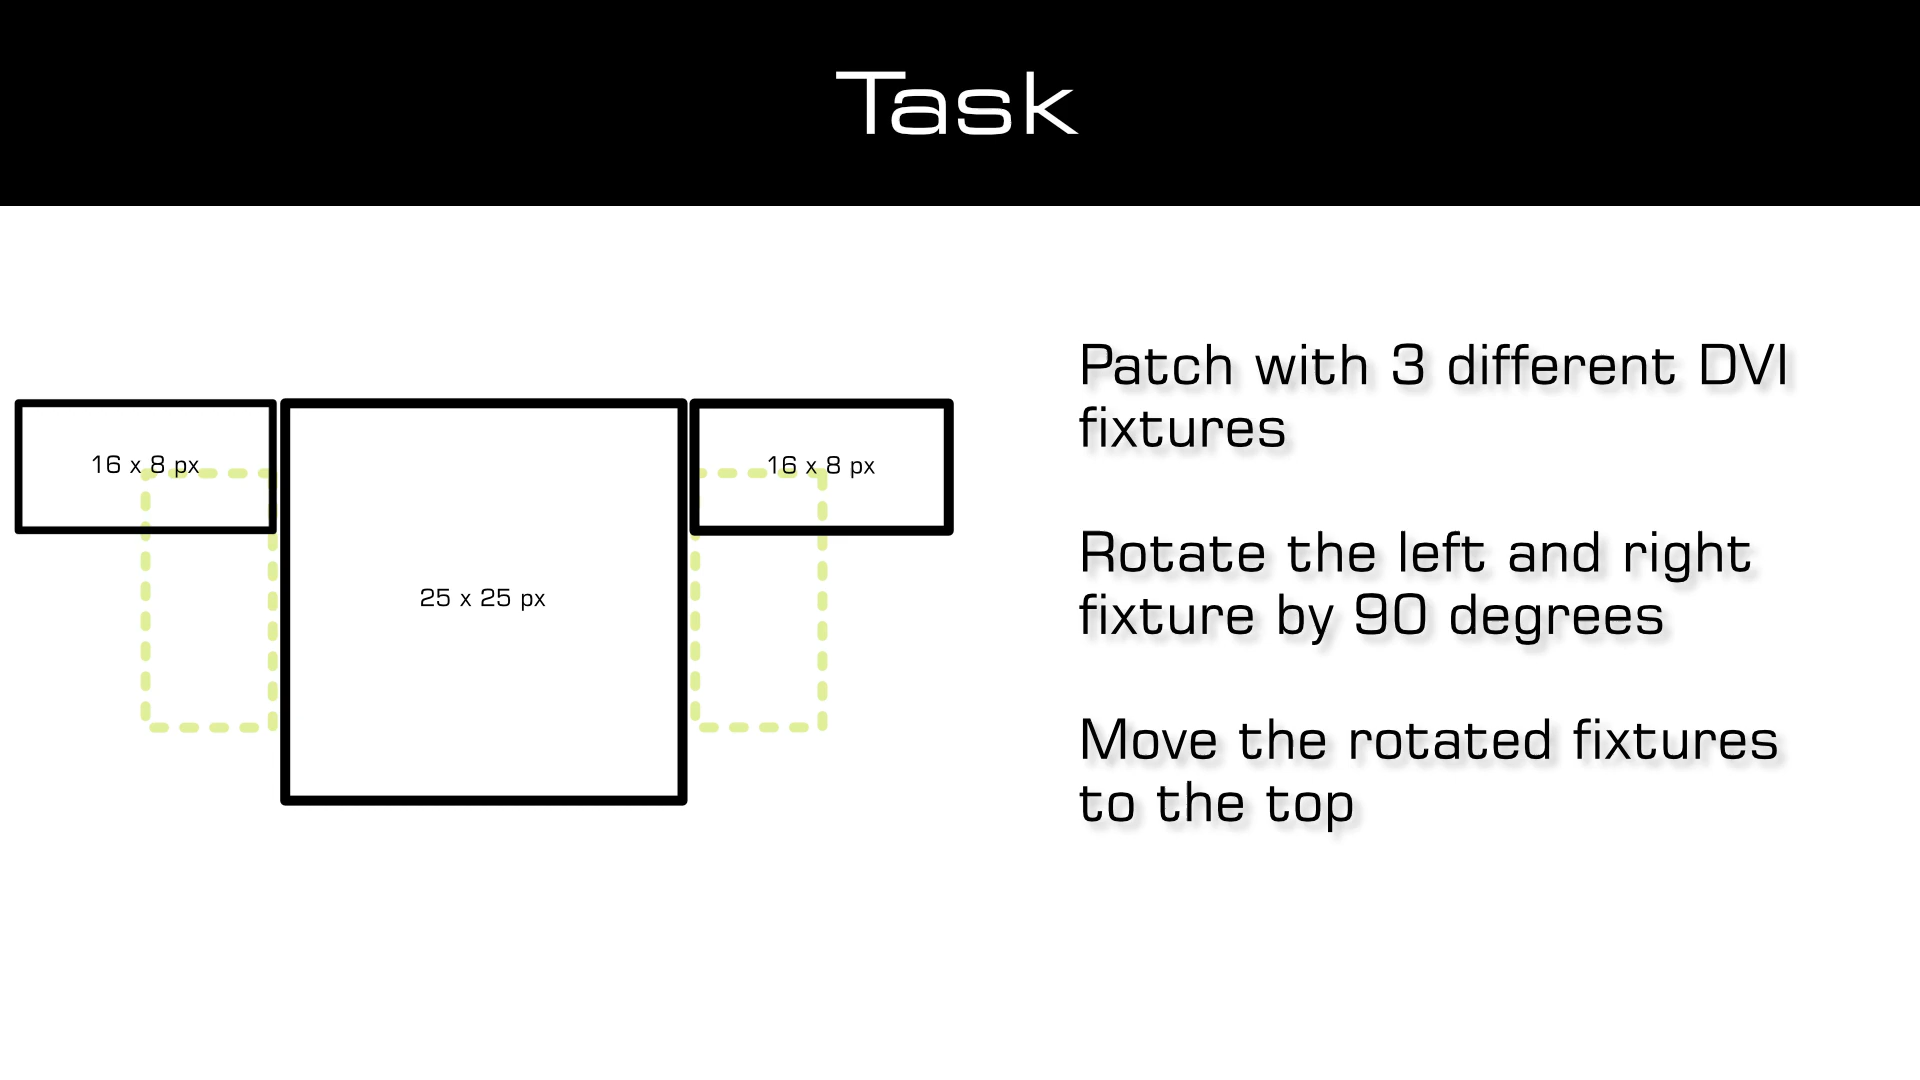 Task
16 x 8 px
16 x 8 px
25 x 25 px
Patch with 3 different DVI
fixtures
Rotate the left and right
fixture by 90 degrees
Move the rotated fixtures
to the top